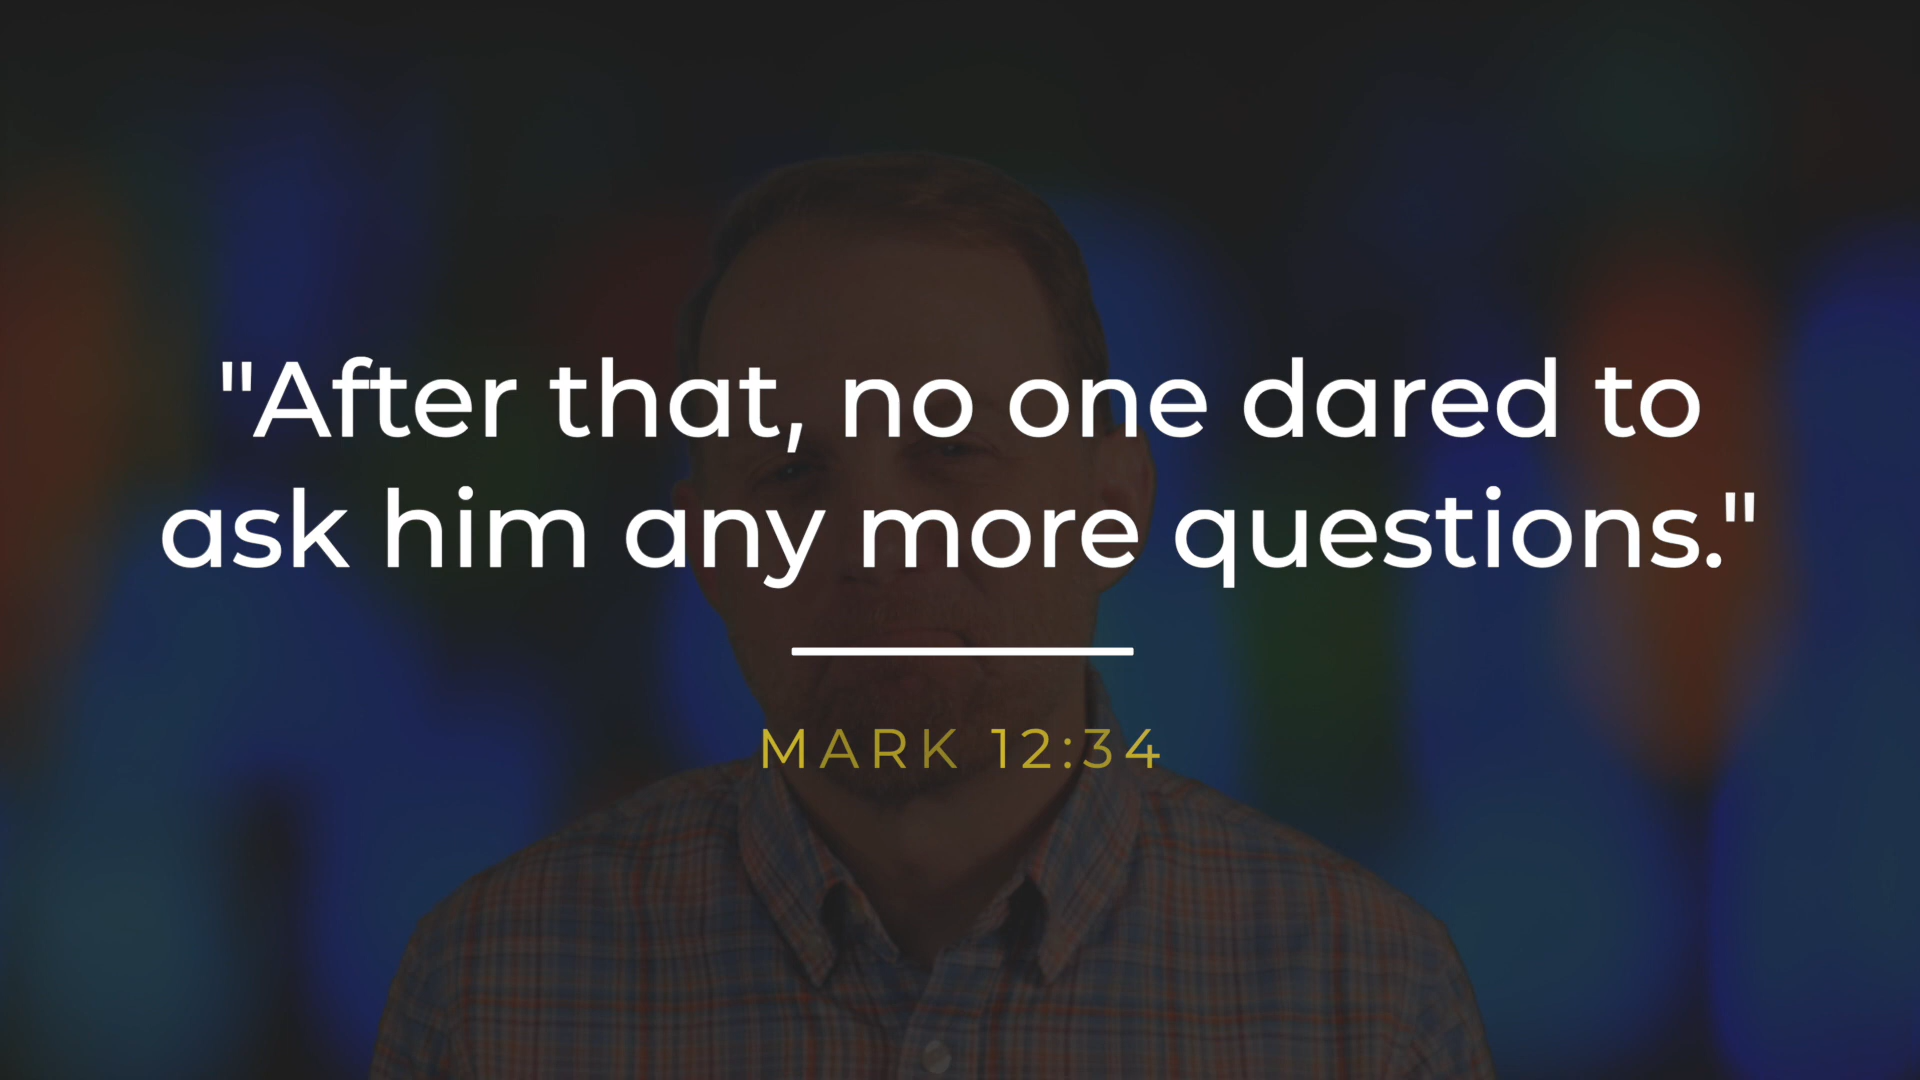 "After that, no one dared to
ask him any more questions."
MARK 12:34